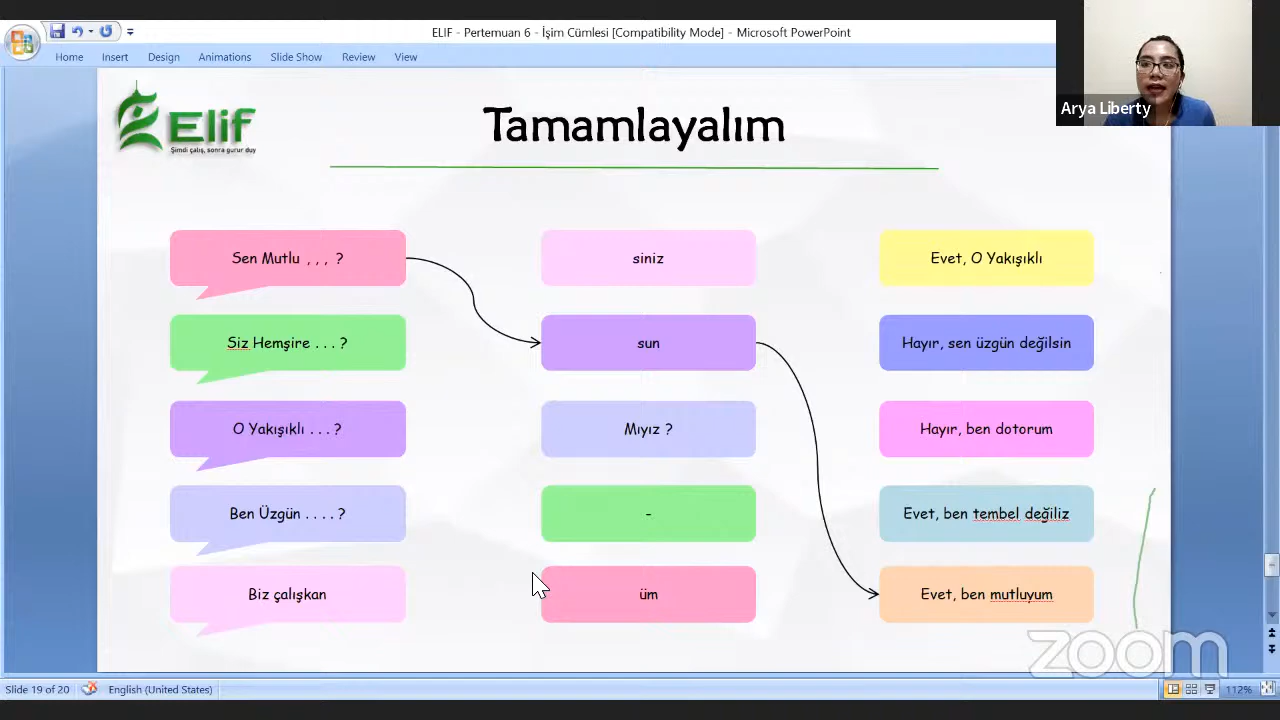 ELIF - Pertemuan 6 - İşim Cümlesi [Compatibility Mode] - Microsoft PowerPoint
Home Insert Design Animations Slide Show Review View
Arya Liberty
Elif
Şimdi çalış, sonra gurur duy
Tamamlayalım
Sen Mutlu , , , ?
siniz
Evet, O Yakışıklı
Siz Hemşire . . . ?
sun
Hayır, sen üzgün değilsin
O Yakışıklı . . . ?
Mıyız ?
Hayır, ben dotorum
Ben Üzgün . . . . ?
-
Evet, ben tembel değiliz
Biz çalışkan
üm
Evet, ben mutluyum
zoom
Slide 19 of 20 English (United States) 112%